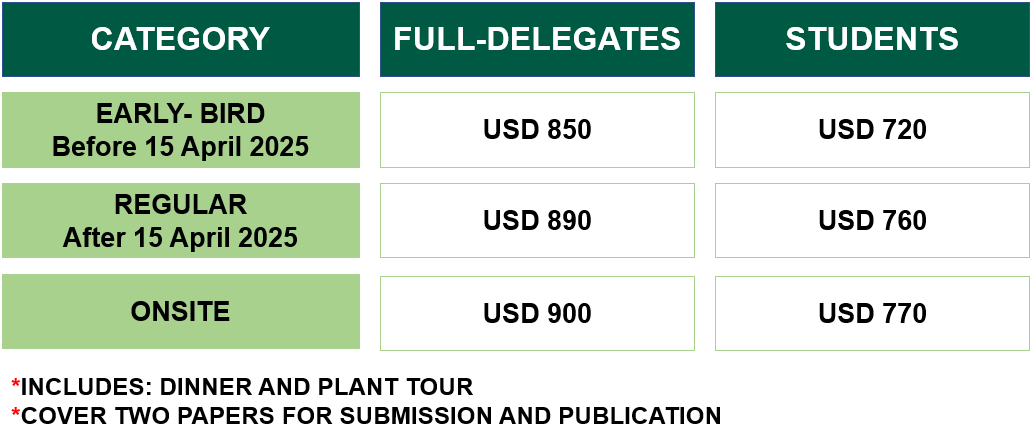 CATEGORY FULL-DELEGATES STUDENTS
EARLY- BIRD
Before 15 April 2025 USD 850 USD 720
REGULAR
After 15 April 2025 USD 890 USD 760
ONSITE USD 900 USD 770
*INCLUDES: DINNER AND PLANT TOUR
*COVER TWO PAPERS FOR SUBMISSION AND PUBLICATION